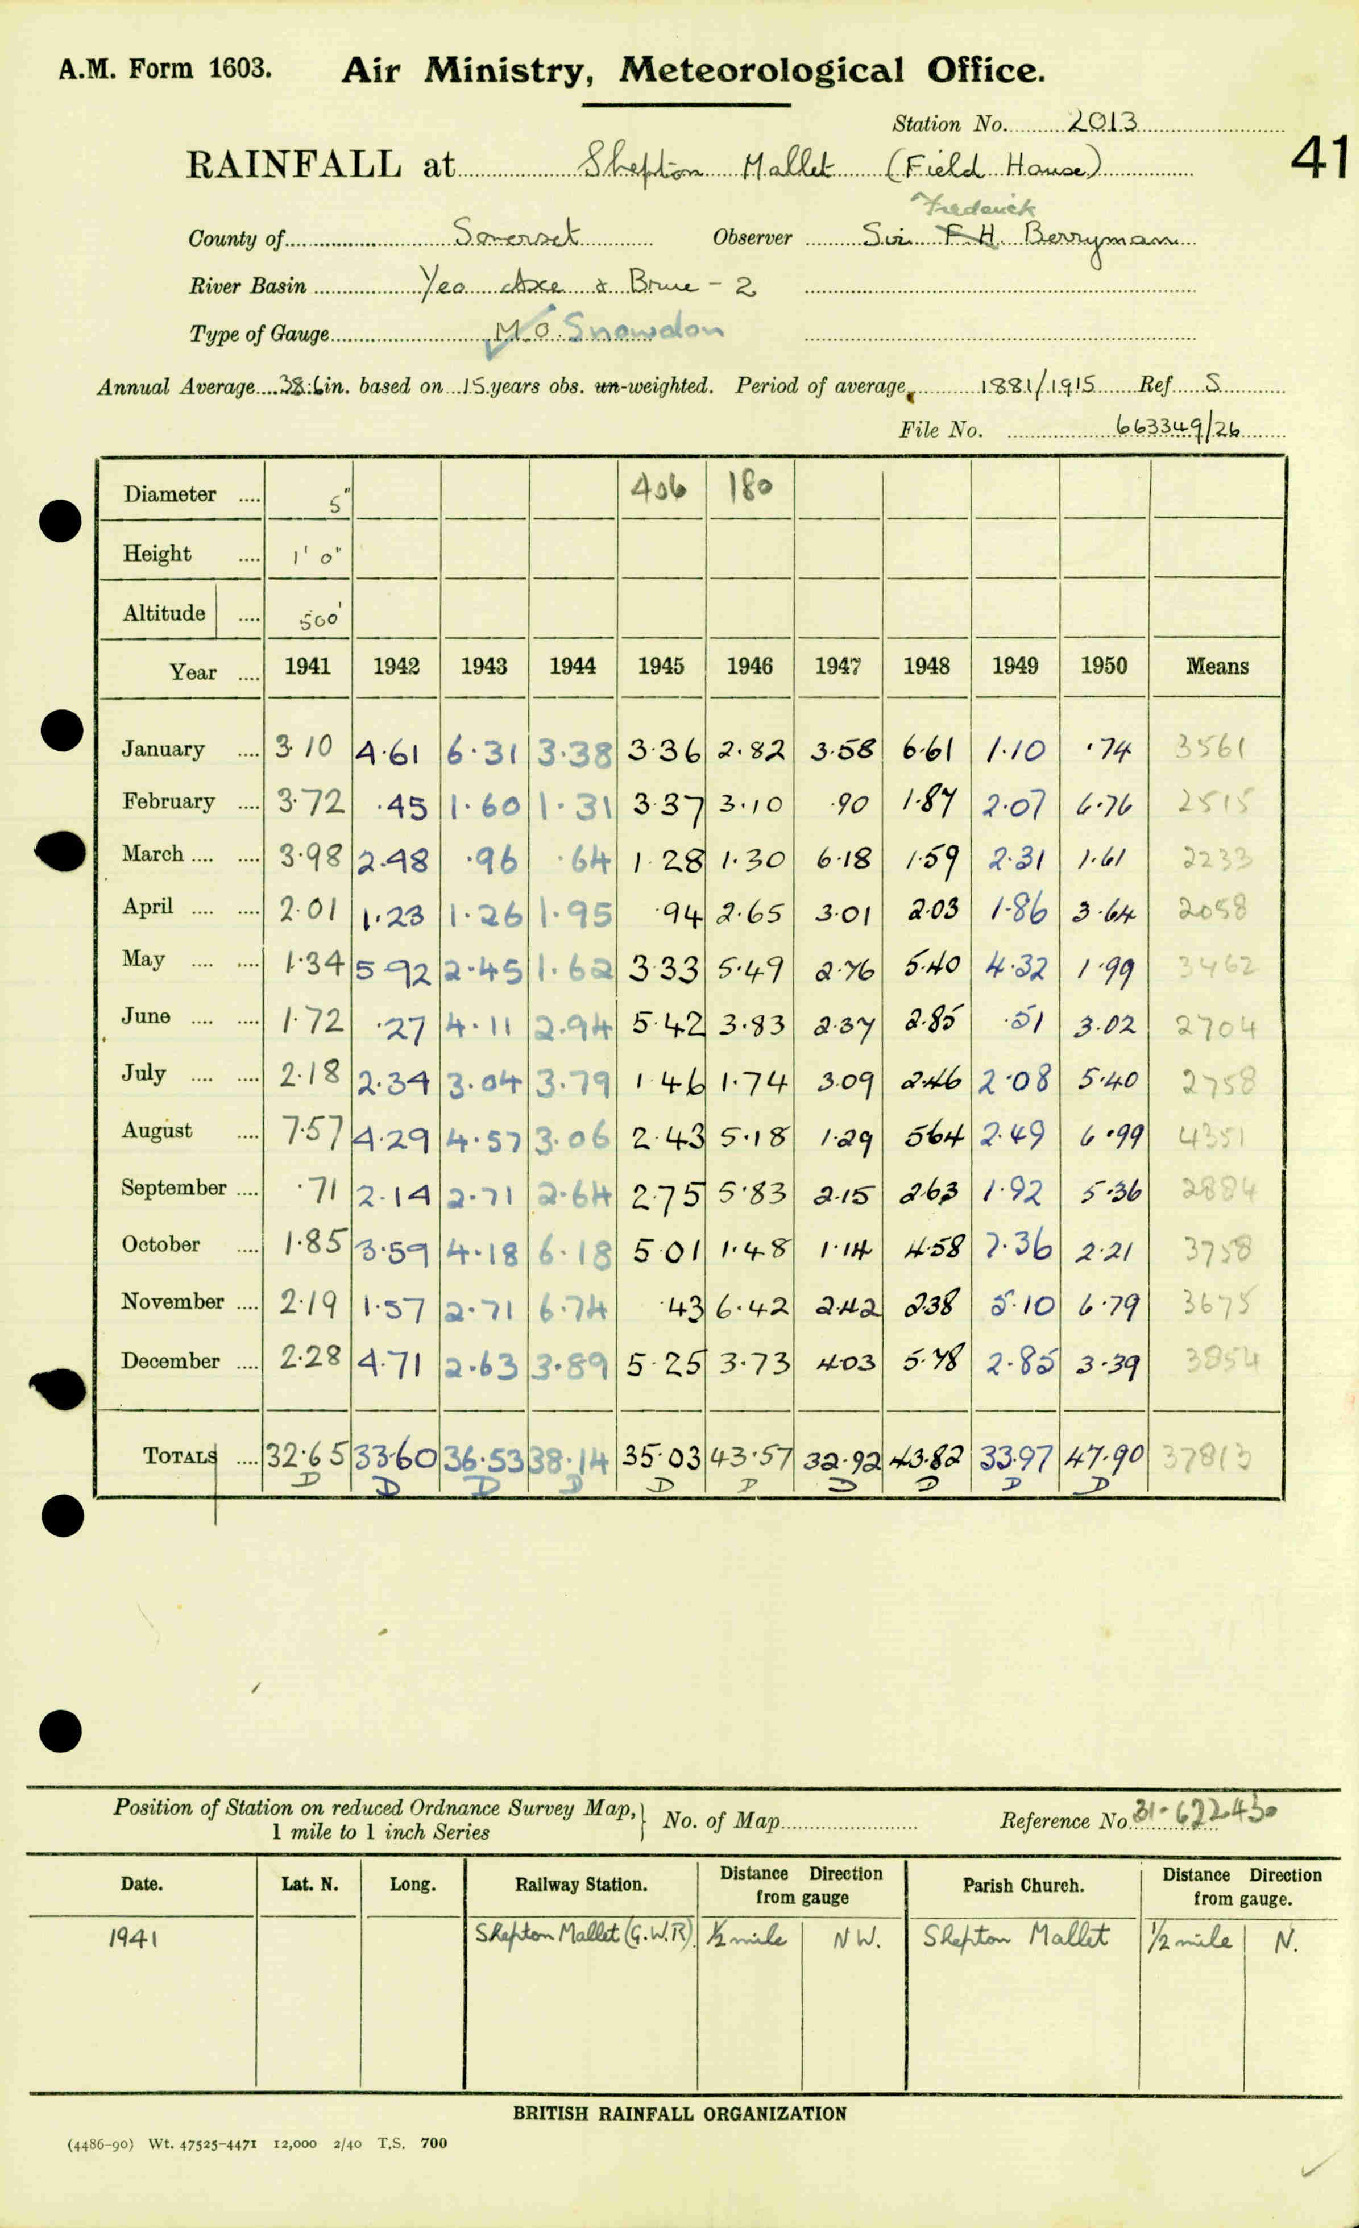 A.M. Form 1603. Air Ministry, Meteorological Office.
Station No. 2013
41
RAINFALL at Shepton Mallet (Field House)
Frederick
County of Somerset Observer Sir F.H. Berryman
River Basin Yeo Axe & Brue - 2
Type of Gauge M.O. Snowdon
Annual Average 38.6 in. based on 15 years obs. un-weighted. Period of average, 1881/1915 Ref S
File No. 663349/26
Diameter .... 5" 406 180
Height .... 1' 0"
Altitude .... 500'
Year .... 1941 1942 1943 1944 1945 1946 1947 1948 1949 1950 Means
January .... 3.10 4.61 6.31 3.38 3.36 2.82 3.58 6.61 1.10 .74 3561
February .... 3.72 .45 1.60 1.31 3.37 3.10 .90 1.87 2.07 6.76 2515
March .... .... 3.98 2.48 .96 .64 1.28 1.30 6.18 1.59 2.31 1.61 2233
April .... .... 2.01 1.23 1.26 1.95 .94 2.65 3.01 2.03 1.86 3.64 2058
May .... .... 1.34 5.92 2.45 1.62 3.33 5.49 2.76 5.40 4.32 1.99 3462
June .... .... 1.72 .27 4.11 2.94 5.42 3.83 2.37 2.85 .51 3.02 2704
July .... .... 2.18 2.34 3.04 3.79 1.46 1.74 3.09 2.46 2.08 5.40 2758
August .... 7.57 4.29 4.57 3.06 2.43 5.18 1.29 5.64 2.49 6.99 4351
September .... .71 2.14 2.71 2.64 2.75 5.83 2.15 2.63 1.92 5.36 2884
October .... 1.85 3.59 4.18 6.18 5.01 1.48 1.14 4.58 7.36 2.21 3758
November .... 2.19 1.57 2.71 6.74 .43 6.42 2.42 2.38 5.10 6.79 3675
December .... 2.28 4.71 2.63 3.89 5.25 3.73 4.03 5.78 2.85 3.39 3854
TOTALS .... 32.65 33.60 36.53 38.14 35.03 43.57 32.92 43.82 33.97 47.90 37813
D D D D D D D D D D
Position of Station on reduced Ordnance Survey Map,} No. of Map Reference No 31.622430
1 mile to 1 inch Series
Date. Lat. N. Long. Railway Station. Distance Direction from gauge Parish Church. Distance Direction from gauge.
1941 Shepton Mallet (G.W.R) ½ mile NW. Shepton Mallet ½ mile N.
BRITISH RAINFALL ORGANIZATION
(4486-90) Wt. 47525-4471 12,000 2/40 T.S. 700